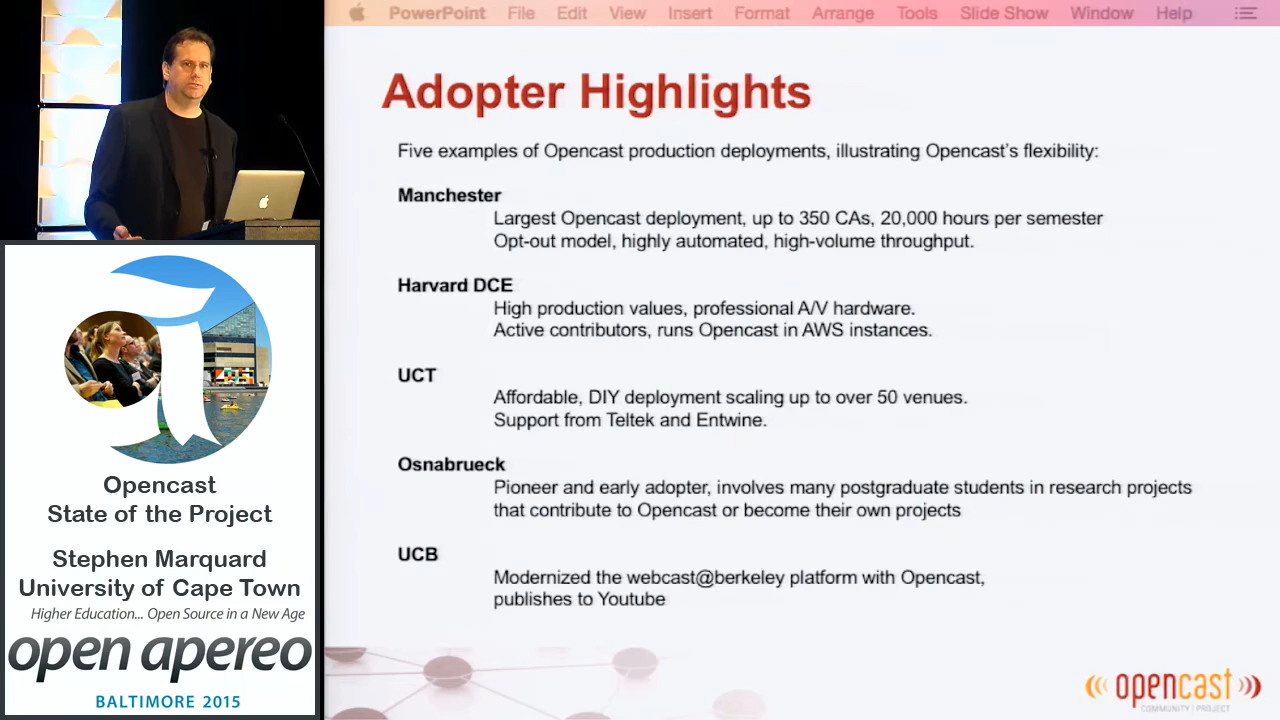 PowerPoint File Edit View Insert Format Arrange Tools Slide Show Window Help
Adopter Highlights
Five examples of Opencast production deployments, illustrating Opencast's flexibility:
Manchester
Largest Opencast deployment, up to 350 CAs, 20,000 hours per semester
Opt-out model, highly automated, high-volume throughput.
Harvard DCE
High production values, professional A/V hardware.
Active contributors, runs Opencast in AWS instances.
UCT
Affordable, DIY deployment scaling up to over 50 venues.
Support from Teltek and Entwine.
Osnabrueck
Pioneer and early adopter, involves many postgraduate students in research projects
that contribute to Opencast or become their own projects
UCB
Modernized the webcast@berkeley platform with Opencast,
publishes to Youtube
opencast
COMMUNITY | PROJECT
Opencast
State of the Project
Stephen Marquard
University of Cape Town
Higher Education... Open Source in a New Age
open apereo
BALTIMORE 2015